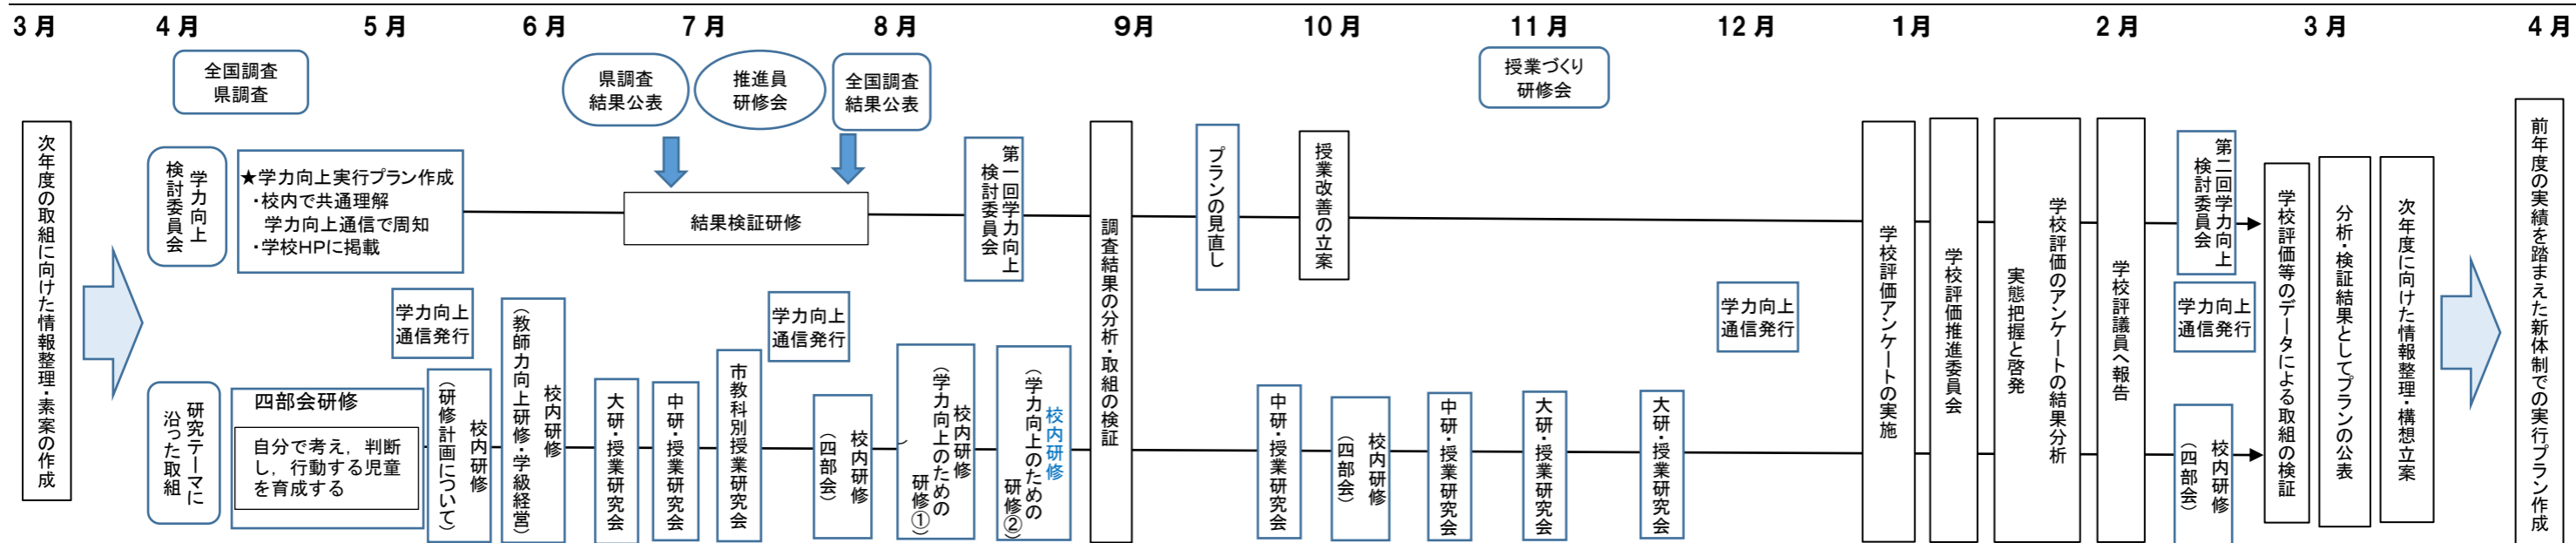 3月 4月 5月 6月 7月 8月 9月 10月 11月 12月 1月 2月 3月 4月
全国調査
県調査
県調査
結果公表
推進員
研修会
全国調査
結果公表
授業づくり
研修会
次年度の取組に向けた情報整理・素案の作成
学力向上
検討委員会
★学力向上実行プラン作成
・校内で共通理解
学力向上通信で周知
・学校HPに掲載
結果検証研修
第一回学力向上
検討委員会
調査結果の分析・取組の検証
プランの見直し
授業改善の立案
学校評価アンケートの実施
学校評価推進委員会
学校評価のアンケートの結果分析
実態把握と啓発
学校評議員へ報告
第二回学力向上
検討委員会
学校評価等のデータによる取組の検証
分析・検証結果としてプランの公表
次年度に向けた情報整理・構想立案
前年度の実績を踏まえた新体制での実行プラン作成
学力向上
通信発行
学力向上
通信発行
学力向上
通信発行
学力向上
通信発行
研究テーマに
沿った取組
四部会研修
自分で考え，判断
し，行動する児童
を育成する
校内研修
（研修計画について）
校内研修
（教師力向上研修・学級経営）
大研・授業研究会
中研・授業研究会
市教科別授業研究会
校内研修
（四部会）
校内研修
（学力向上のための
研修①）
校内研修
（学力向上のための
研修②）
中研・授業研究会
校内研修
（四部会）
中研・授業研究会
大研・授業研究会
大研・授業研究会
校内研修
（四部会）